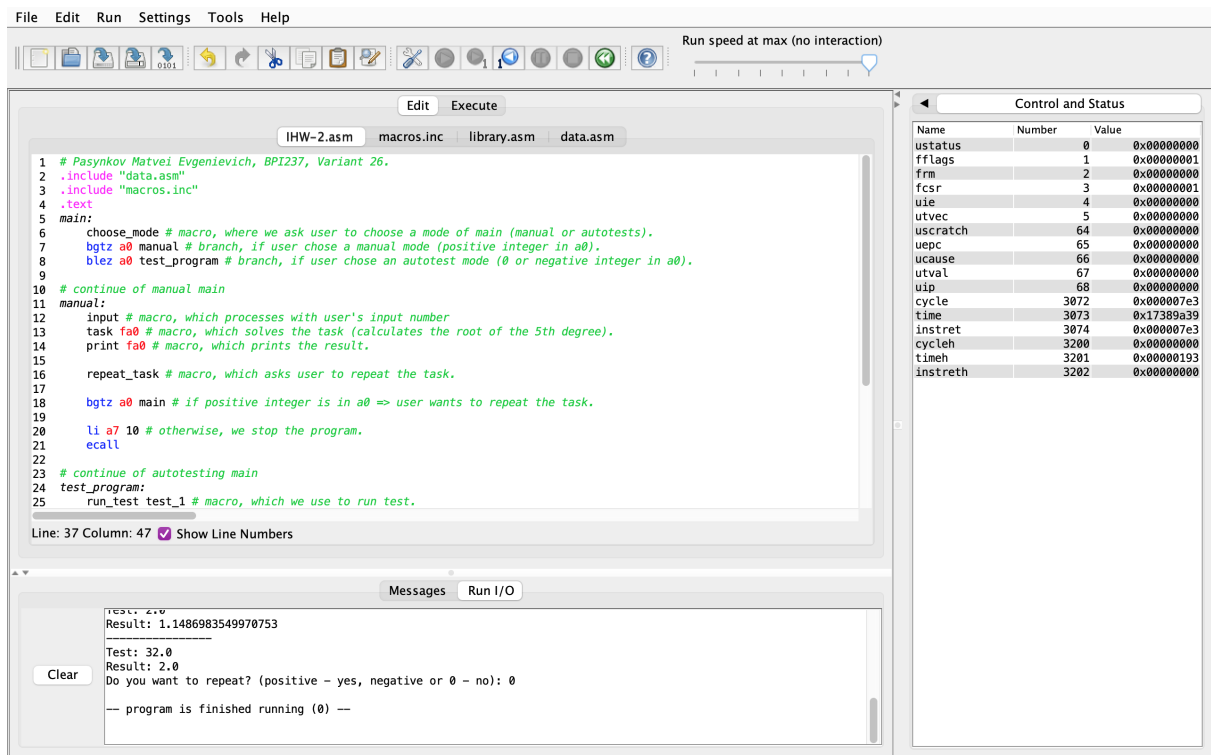 File Edit Run Settings Tools Help
Run speed at max (no interaction)
0101
1
1
Edit Execute
IHW-2.asm macros.inc library.asm data.asm
1 # Pasynkov Matvei Evgenievich, BPI237, Variant 26.
2 .include "data.asm"
3 .include "macros.inc"
4 .text
5 main:
6 choose_mode # macro, where we ask user to choose a mode of main (manual or autotests).
7 bgtz a0 manual # branch, if user chose a manual mode (positive integer in a0).
8 blez a0 test_program # branch, if user chose an autotest mode (0 or negative integer in a0).
9
10 # continue of manual main
11 manual:
12 input # macro, which processes with user's input number
13 task fa0 # macro, which solves the task (calculates the root of the 5th degree).
14 print fa0 # macro, which prints the result.
15
16 repeat_task # macro, which asks user to repeat the task.
17
18 bgtz a0 main # if positive integer is in a0 => user wants to repeat the task.
19
20 li a7 10 # otherwise, we stop the program.
21 ecall
22
23 # continue of autotesting main
24 test_program:
25 run_test test_1 # macro, which we use to run test.
Line: 37 Column: 47 Show Line Numbers
Messages Run I/O
Clear
Test: 2.0
Result: 1.1486983549970753
----------------
Test: 32.0
Result: 2.0
Do you want to repeat? (positive – yes, negative or 0 – no): 0
-- program is finished running (0) --
Control and Status
Name Number Value
ustatus 0 0x00000000
fflags 1 0x00000001
frm 2 0x00000000
fcsr 3 0x00000001
uie 4 0x00000000
utvec 5 0x00000000
uscratch 64 0x00000000
uepc 65 0x00000000
ucause 66 0x00000000
utval 67 0x00000000
uip 68 0x00000000
cycle 3072 0x000007e3
time 3073 0x17389a39
instret 3074 0x000007e3
cycleh 3200 0x00000000
timeh 3201 0x00000193
instreth 3202 0x00000000